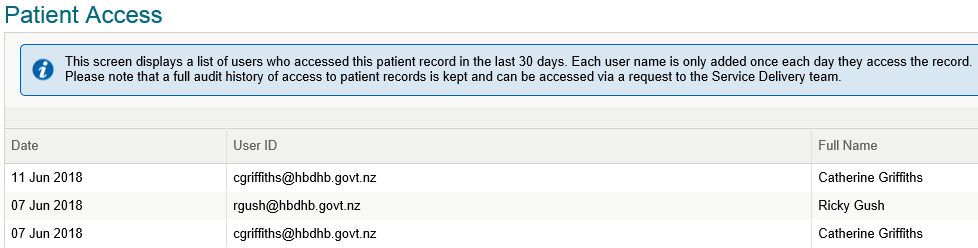 Patient Access
This screen displays a list of users who accessed this patient record in the last 30 days. Each user name is only added once each day they access the record.
Please note that a full audit history of access to patient records is kept and can be accessed via a request to the Service Delivery team.
Date User ID Full Name
11 Jun 2018 cgriffiths@hbdhb.govt.nz Catherine Griffiths
07 Jun 2018 rgush@hbdhb.govt.nz Ricky Gush
07 Jun 2018 cgriffiths@hbdhb.govt.nz Catherine Griffiths